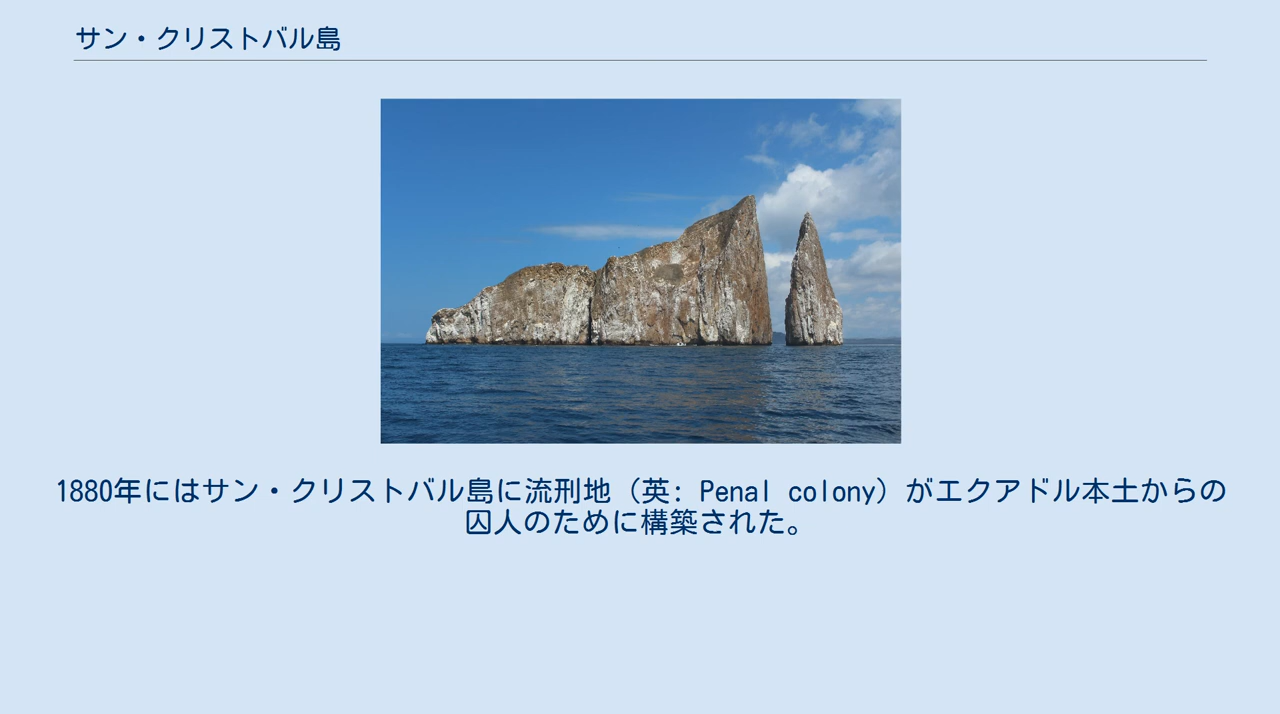 サン・クリストバル島
1880年にはサン・クリストバル島に流刑地（英: Penal colony）がエクアドル本土からの
囚人のために構築された。